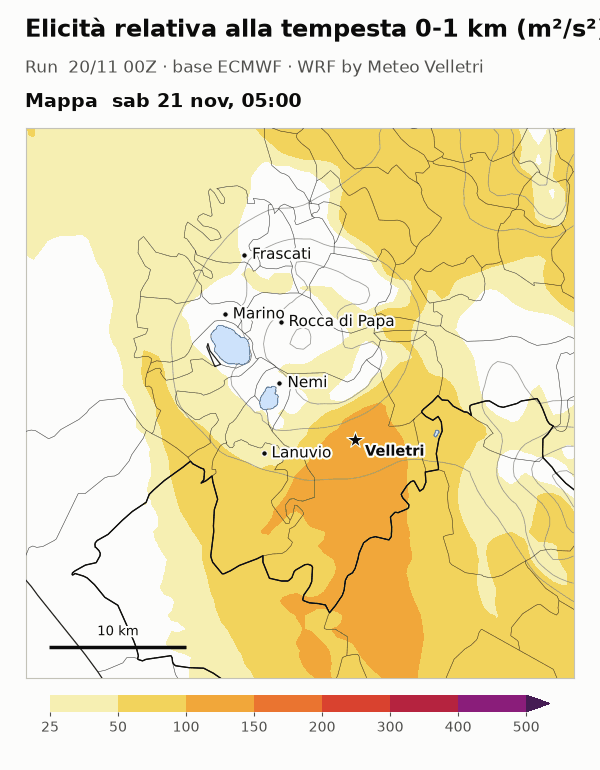 Elicità relativa alla tempesta 0-1 km (m²/s²)
Run  20/11 00Z · base ECMWF · WRF by Meteo Velletri
Mappa  sab 21 nov, 05:00
Frascati
Marino
Rocca di Papa
Nemi
Velletri
Lanuvio
10 km
25 50 100 150 200 300 400 500